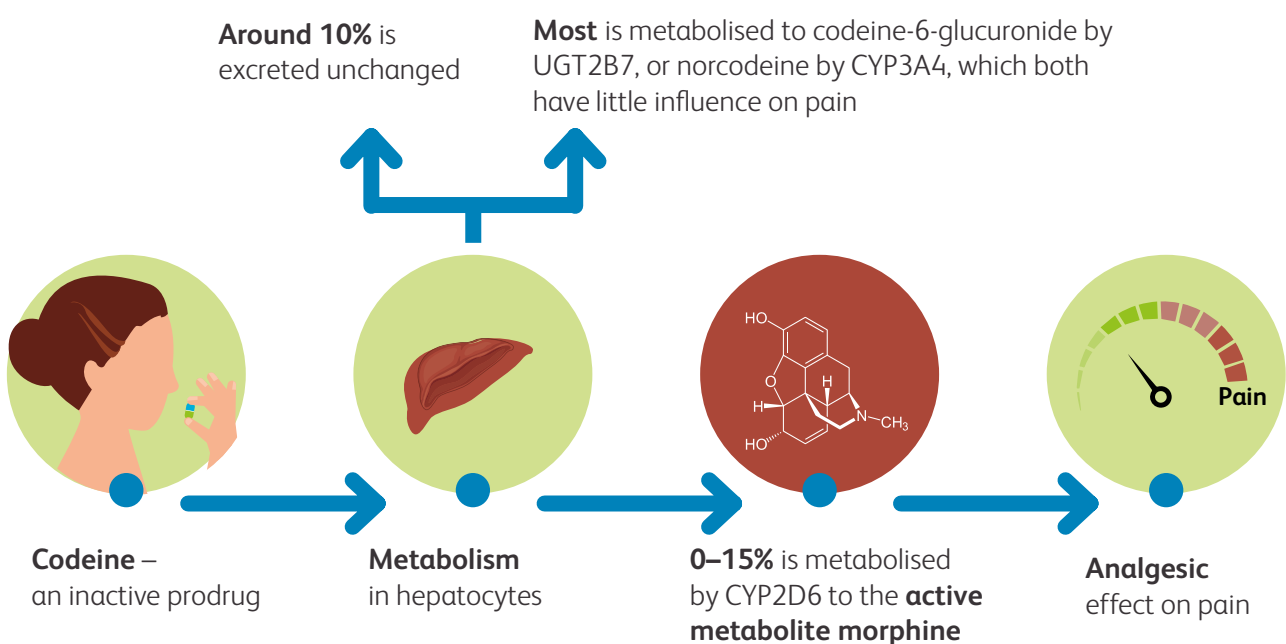 Around 10% is
excreted unchanged
Most is metabolised to codeine-6-glucuronide by
UGT2B7, or norcodeine by CYP3A4, which both
have little influence on pain
HO
O
H
H
N
CH₃
HO
Pain
Codeine –
an inactive prodrug
Metabolism
in hepatocytes
0–15% is metabolised
by CYP2D6 to the active
metabolite morphine
Analgesic
effect on pain